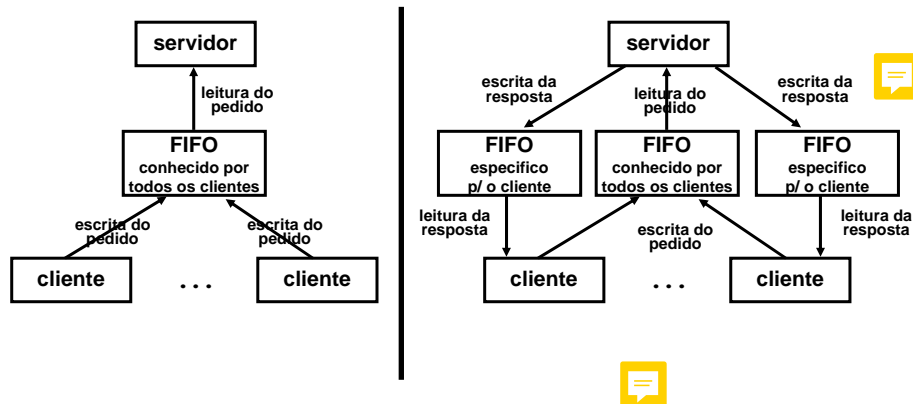 servidor
leitura do
pedido
FIFO
conhecido por
todos os clientes
escrita do
pedido
escrita do
pedido
cliente
. . .
cliente
servidor
escrita da
resposta
leitura do
pedido
escrita da
resposta
FIFO
especifico
p/ o cliente
FIFO
conhecido por
todos os clientes
FIFO
especifico
p/ o cliente
leitura da
resposta
escrita do
pedido
leitura da
resposta
cliente
. . .
cliente